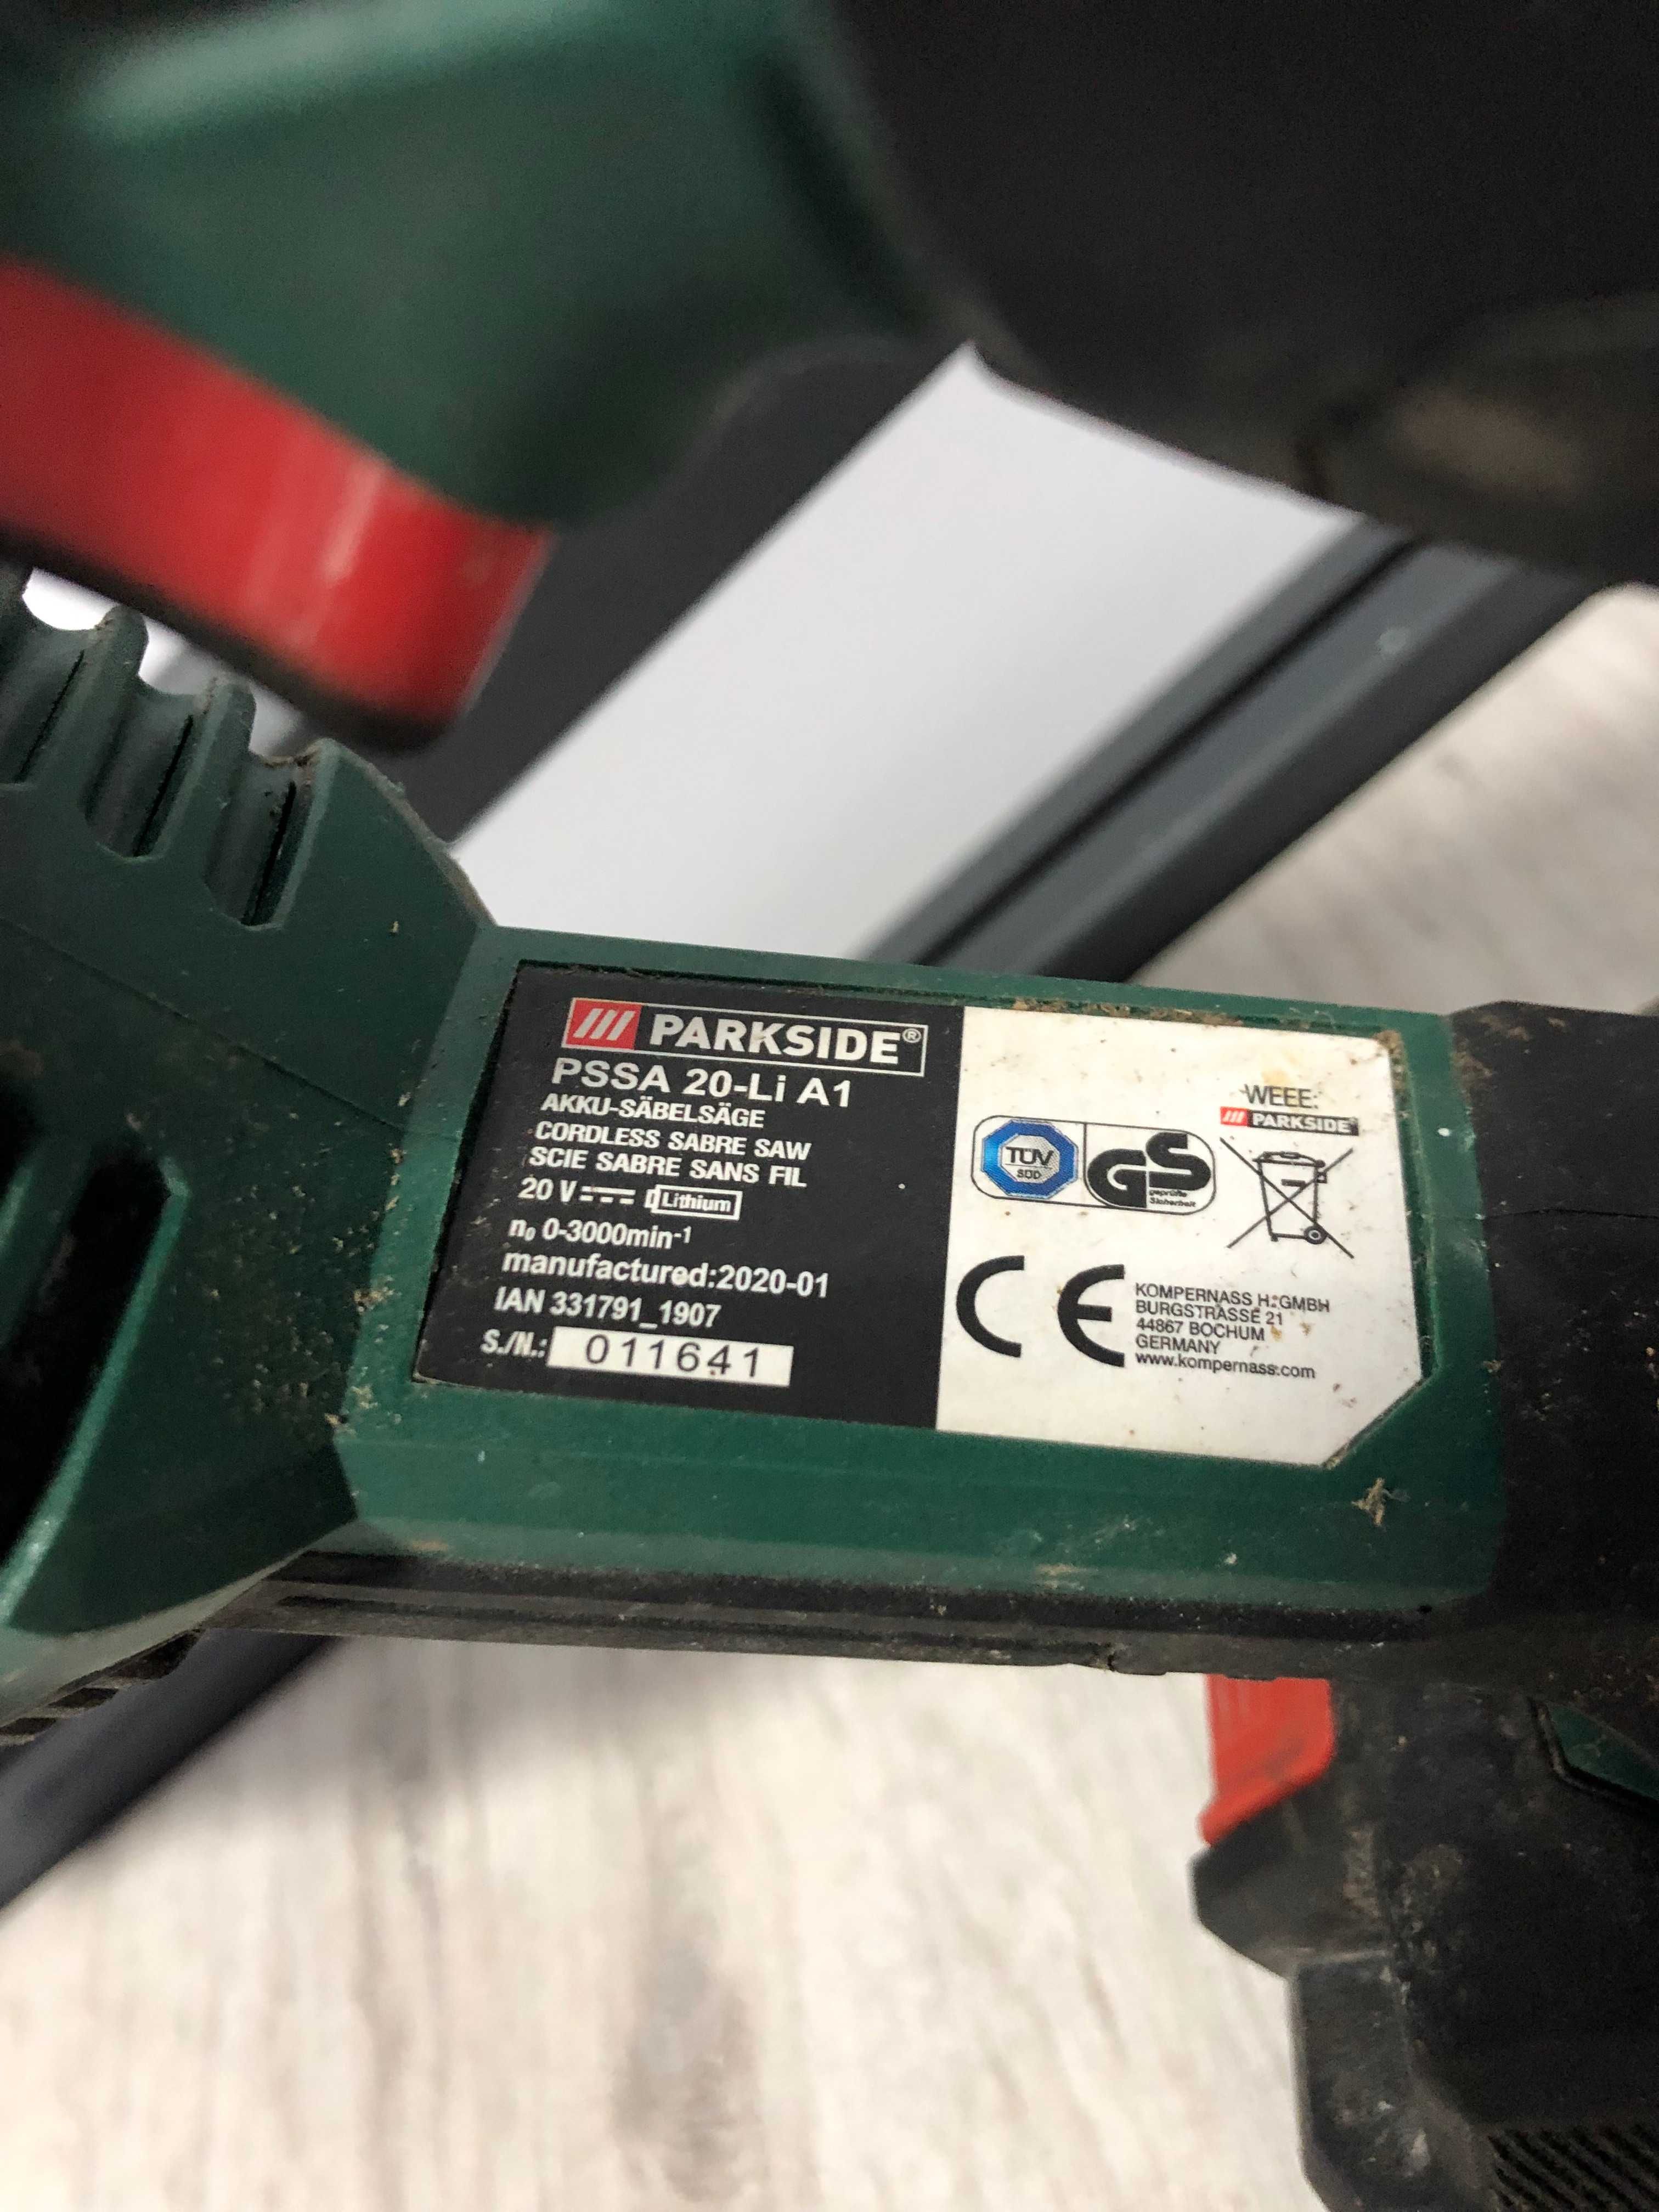 PARKSIDE®
PSSA 20-Li A1
AKKU-SÄBELSÄGE
CORDLESS SABRE SAW
SCIE SABRE SANS FIL
20 V Lithium
n₀ 0-3000min⁻¹
manufactured:2020-01
IAN 331791_1907
S./N.: 011641
WEEE:
PARKSIDE®
TÜV
SÜD
GS
geprüfte
Sicherheit
CE
KOMPERNASS H.GMBH
BURGSTRASSE 21
44867 BOCHUM
GERMANY
www.kompernass.com